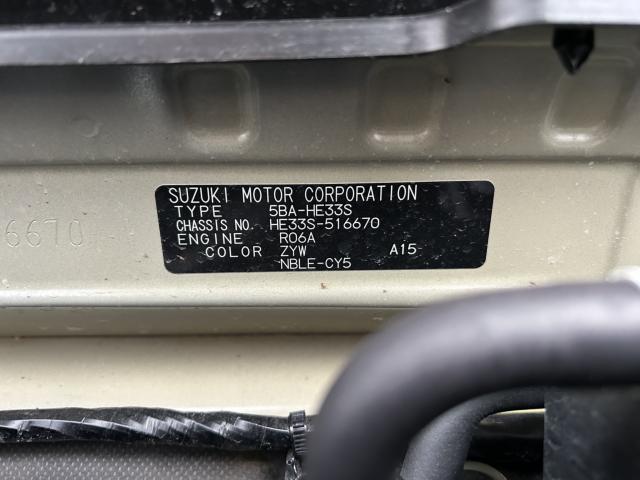 SUZUKI MOTOR CORPORATION
TYPE 5BA-HE33S
CHASSIS NO. HE33S-516670
ENGINE R06A
COLOR ZYW A15
NBLE-CY5
6670